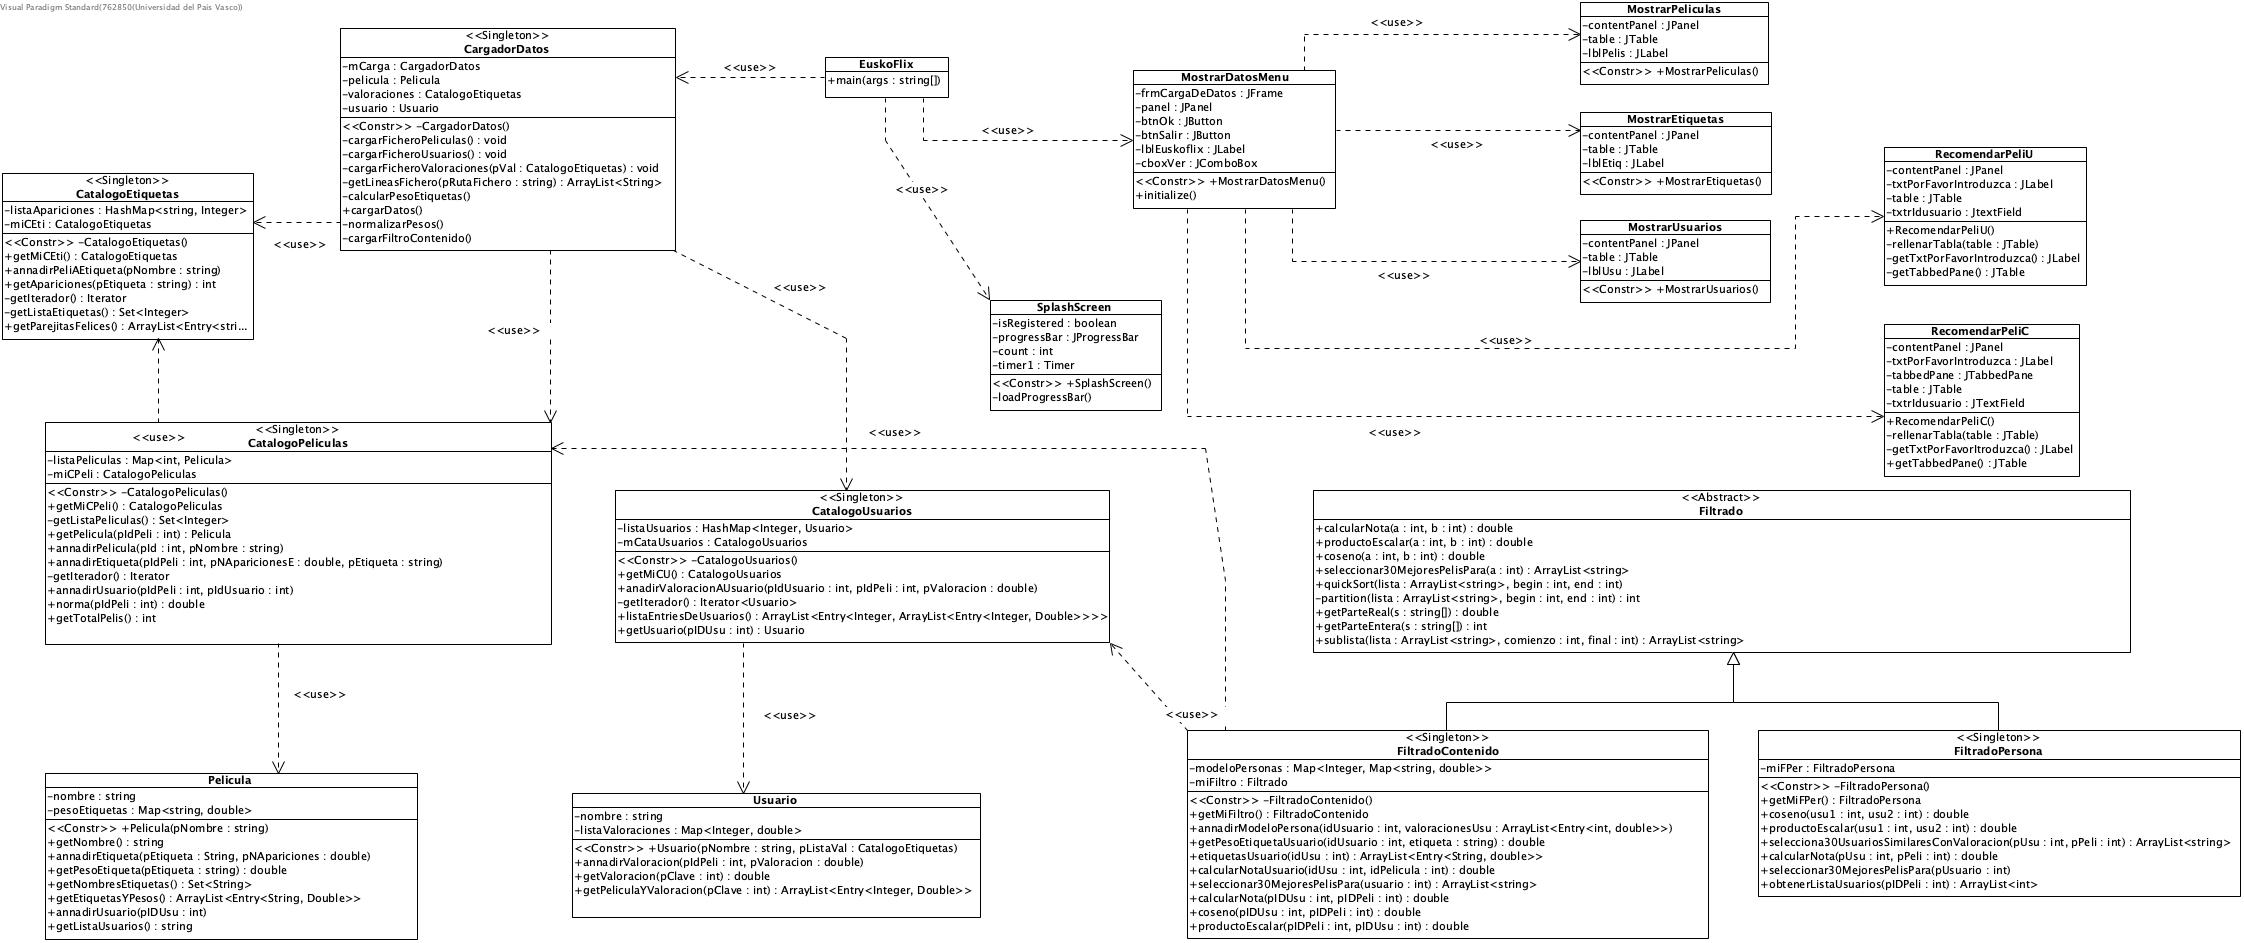 Visual Paradigm Standard(762850(Universidad del Pais Vasco))
<<Singleton>>
CargadorDatos
-mCarga : CargadorDatos
-pelicula : Pelicula
-valoraciones : CatalogoEtiquetas
-usuario : Usuario
<<Constr>> -CargadorDatos()
-cargarFicheroPeliculas() : void
-cargarFicheroUsuarios() : void
-cargarFicheroValoraciones(pVal : CatalogoEtiquetas) : void
-getLineasFichero(pRutaFichero : string) : ArrayList<String>
-calcularPesoEtiquetas()
+cargarDatos()
-normalizarPesos()
-cargarFiltroContenido()
<<use>>
EuskoFlix
+main(args : string[])
<<use>>
<<use>>
MostrarDatosMenu
-frmCargaDeDatos : JFrame
-panel : JPanel
-btnOk : JButton
-btnSalir : JButton
-lblEuskoflix : JLabel
-cboxVer : JComboBox
<<Constr>> +MostrarDatosMenu()
+initialize()
<<use>>
MostrarPeliculas
-contentPanel : JPanel
-table : JTable
-lblPelis : JLabel
<<Constr>> +MostrarPeliculas()
<<use>>
MostrarEtiquetas
-contentPanel : JPanel
-table : JTable
-lblEtiq : JLabel
<<Constr>> +MostrarEtiquetas()
<<use>>
MostrarUsuarios
-contentPanel : JPanel
-table : JTable
-lblUsu : JLabel
<<Constr>> +MostrarUsuarios()
<<use>>
RecomendarPeliU
-contentPanel : JPanel
-txtPorFavorIntroduzca : JLabel
-table : JTable
-txtrIdusuario : JtextField
+RecomendarPeliU()
-rellenarTabla(table : JTable)
-getTxtPorFavorIntroduzca() : JLabel
-getTabbedPane() : JTable
<<use>>
RecomendarPeliC
-contentPanel : JPanel
-txtPorFavorIntroduzca : JLabel
-tabbedPane : JTabbedPane
-table : JTable
-txtrIdusuario : JTextField
+RecomendarPeliC()
-rellenarTabla(table : JTable)
-getTxtPorFavorItroduzca() : JLabel
+getTabbedPane() : JTable
<<Singleton>>
CatalogoEtiquetas
-listaApariciones : HashMap<string, Integer>
-miCEti : CatalogoEtiquetas
<<Constr>> -CatalogoEtiquetas()
+getMiCEti() : CatalogoEtiquetas
+annadirPeliAEtiqueta(pNombre : string)
+getApariciones(pEtiqueta : string) : int
-getIterador() : Iterator
-getListaEtiquetas() : Set<Integer>
+getParejitasFelices() : ArrayList<Entry<stri...
<<use>>
<<use>>
<<use>>
SplashScreen
-isRegistered : boolean
-progressBar : JProgressBar
-count : int
-timer1 : Timer
<<Constr>> +SplashScreen()
-loadProgressBar()
<<use>>
<<Singleton>>
CatalogoPeliculas
-listaPeliculas : Map<int, Pelicula>
-miCPeli : CatalogoPeliculas
<<Constr>> -CatalogoPeliculas()
+getMiCPeli() : CatalogoPeliculas
-getListaPeliculas() : Set<Integer>
+getPelicula(pIdPeli : int) : Pelicula
+annadirPelicula(pId : int, pNombre : string)
+annadirEtiqueta(pIdPeli : int, pNAparicionesE : double, pEtiqueta : string)
-getIterador() : Iterator
+annadirUsuario(pIdPeli : int, pIdUsuario : int)
+norma(pIdPeli : int) : double
+getTotalPelis() : int
<<use>>
<<Singleton>>
CatalogoUsuarios
-listaUsuarios : HashMap<Integer, Usuario>
-mCataUsuarios : CatalogoUsuarios
<<Constr>> -CatalogoUsuarios()
+getMiCU() : CatalogoUsuarios
+anadirValoracionAUsuario(pIdUsuario : int, pIdPeli : int, pValoracion : double)
-getIterador() : Iterator<Usuario>
+listaEntriesDeUsuarios() : ArrayList<Entry<Integer, ArrayList<Entry<Integer, Double>>>>
+getUsuario(pIDUsu : int) : Usuario
<<Abstract>>
Filtrado
+calcularNota(a : int, b : int) : double
+productoEscalar(a : int, b : int) : double
+coseno(a : int, b : int) : double
+seleccionar30MejoresPelisPara(a : int) : ArrayList<string>
+quickSort(lista : ArrayList<string>, begin : int, end : int)
-partition(lista : ArrayList<string>, begin : int, end : int) : int
+getParteReal(s : string[]) : double
+getParteEntera(s : string[]) : int
+sublista(lista : ArrayList<string>, comienzo : int, final : int) : ArrayList<string>
<<use>>
<<use>>
<<use>>
Pelicula
-nombre : string
-pesoEtiquetas : Map<string, double>
<<Constr>> +Pelicula(pNombre : string)
+getNombre() : string
+annadirEtiqueta(pEtiqueta : String, pNApariciones : double)
+getPesoEtiqueta(pEtiqueta : string) : double
+getNombresEtiquetas() : Set<String>
+getEtiquetasYPesos() : ArrayList<Entry<String, Double>>
+annadirUsuario(pIDUsu : int)
+getListaUsuarios() : string
Usuario
-nombre : string
-listaValoraciones : Map<Integer, double>
<<Constr>> +Usuario(pNombre : string, pListaVal : CatalogoEtiquetas)
+annadirValoracion(pIdPeli : int, pValoracion : double)
+getValoracion(pClave : int) : double
+getPeliculaYValoracion(pClave : int) : ArrayList<Entry<Integer, Double>>
<<Singleton>>
FiltradoContenido
-modeloPersonas : Map<Integer, Map<string, double>>
-miFiltro : Filtrado
<<Constr>> -FiltradoContenido()
+getMiFiltro() : FiltradoContenido
+annadirModeloPersona(idUsuario : int, valoracionesUsu : ArrayList<Entry<int, double>>)
+getPesoEtiquetaUsuario(idUsuario : int, etiqueta : string) : double
+etiquetasUsuario(idUsu : int) : ArrayList<Entry<String, double>>
+calcularNotaUsuario(idUsu : int, idPelicula : int) : double
+seleccionar30MejoresPelisPara(usuario : int) : ArrayList<string>
+calcularNota(pIDUsu : int, pIDPeli : int) : double
+coseno(pIDUsu : int, pIDPeli : int) : double
+productoEscalar(pIDPeli : int, pIDUsu : int) : double
<<Singleton>>
FiltradoPersona
-miFPer : FiltradoPersona
<<Constr>> -FiltradoPersona()
+getMiFPer() : FiltradoPersona
+coseno(usu1 : int, usu2 : int) : double
+productoEscalar(usu1 : int, usu2 : int) : double
+selecciona30UsuariosSimilaresConValoracion(pUsu : int, pPeli : int) : ArrayList<string>
+calcularNota(pUsu : int, pPeli : int) : double
+seleccionar30MejoresPelisPara(pUsuario : int)
+obtenerListaUsuarios(pIDPeli : int) : ArrayList<int>